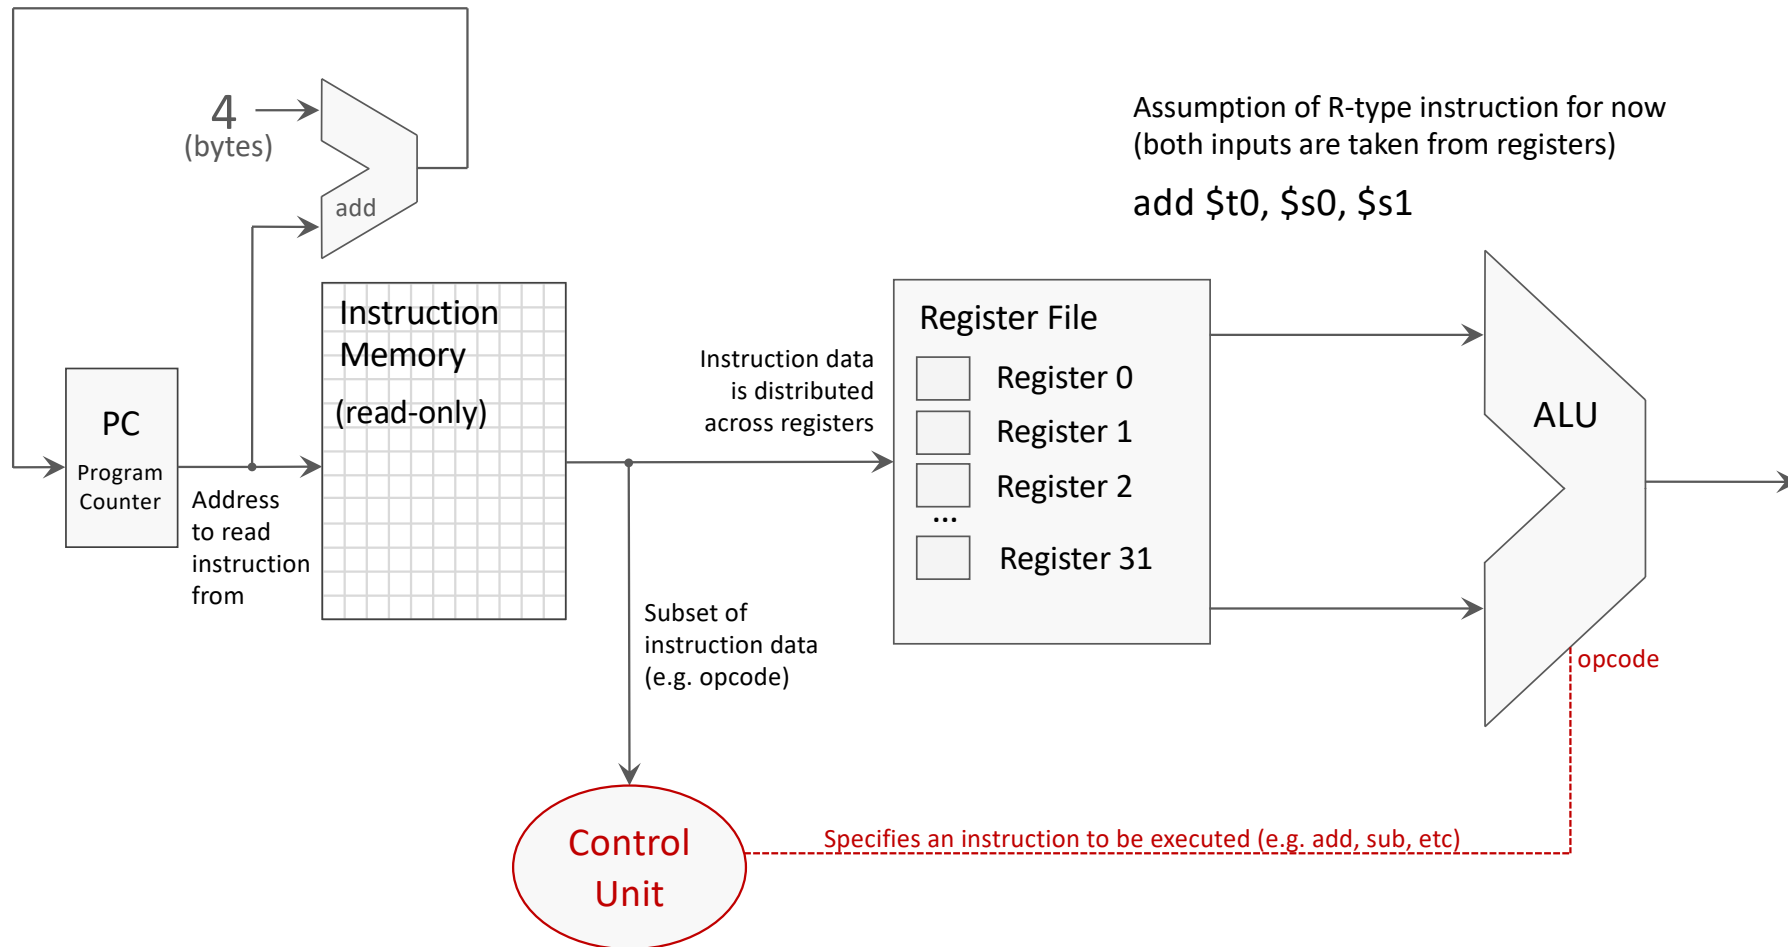 4
(bytes)
add
Assumption of R-type instruction for now
(both inputs are taken from registers)
add $t0, $s0, $s1
Instruction
Memory
(read-only)
PC
Program
Counter
Address
to read
instruction
from
Instruction data
is distributed
across registers
Register File
Register 0
Register 1
Register 2
...
Register 31
ALU
Subset of
instruction data
(e.g. opcode)
opcode
Control
Unit
Specifies an instruction to be executed (e.g. add, sub, etc)